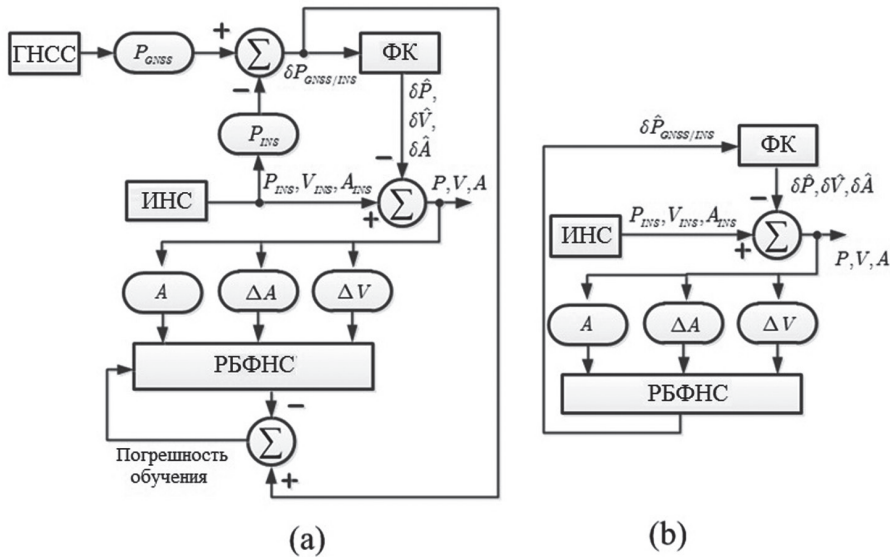 ГНСС
P_GNSS
+
Σ
δP_GNSS/INS
ФК
−
δP̂,
δV̂,
δÂ
P_INS
−
ИНС
P_INS, V_INS, A_INS
+
Σ
P, V, A
A
ΔA
ΔV
РБФНС
−
Σ
+
Погрешность
обучения
(a)
δP̂_GNSS/INS
ФК
−
δP̂, δV̂, δÂ
ИНС
P_INS, V_INS, A_INS
+
Σ
P, V, A
A
ΔA
ΔV
РБФНС
(b)